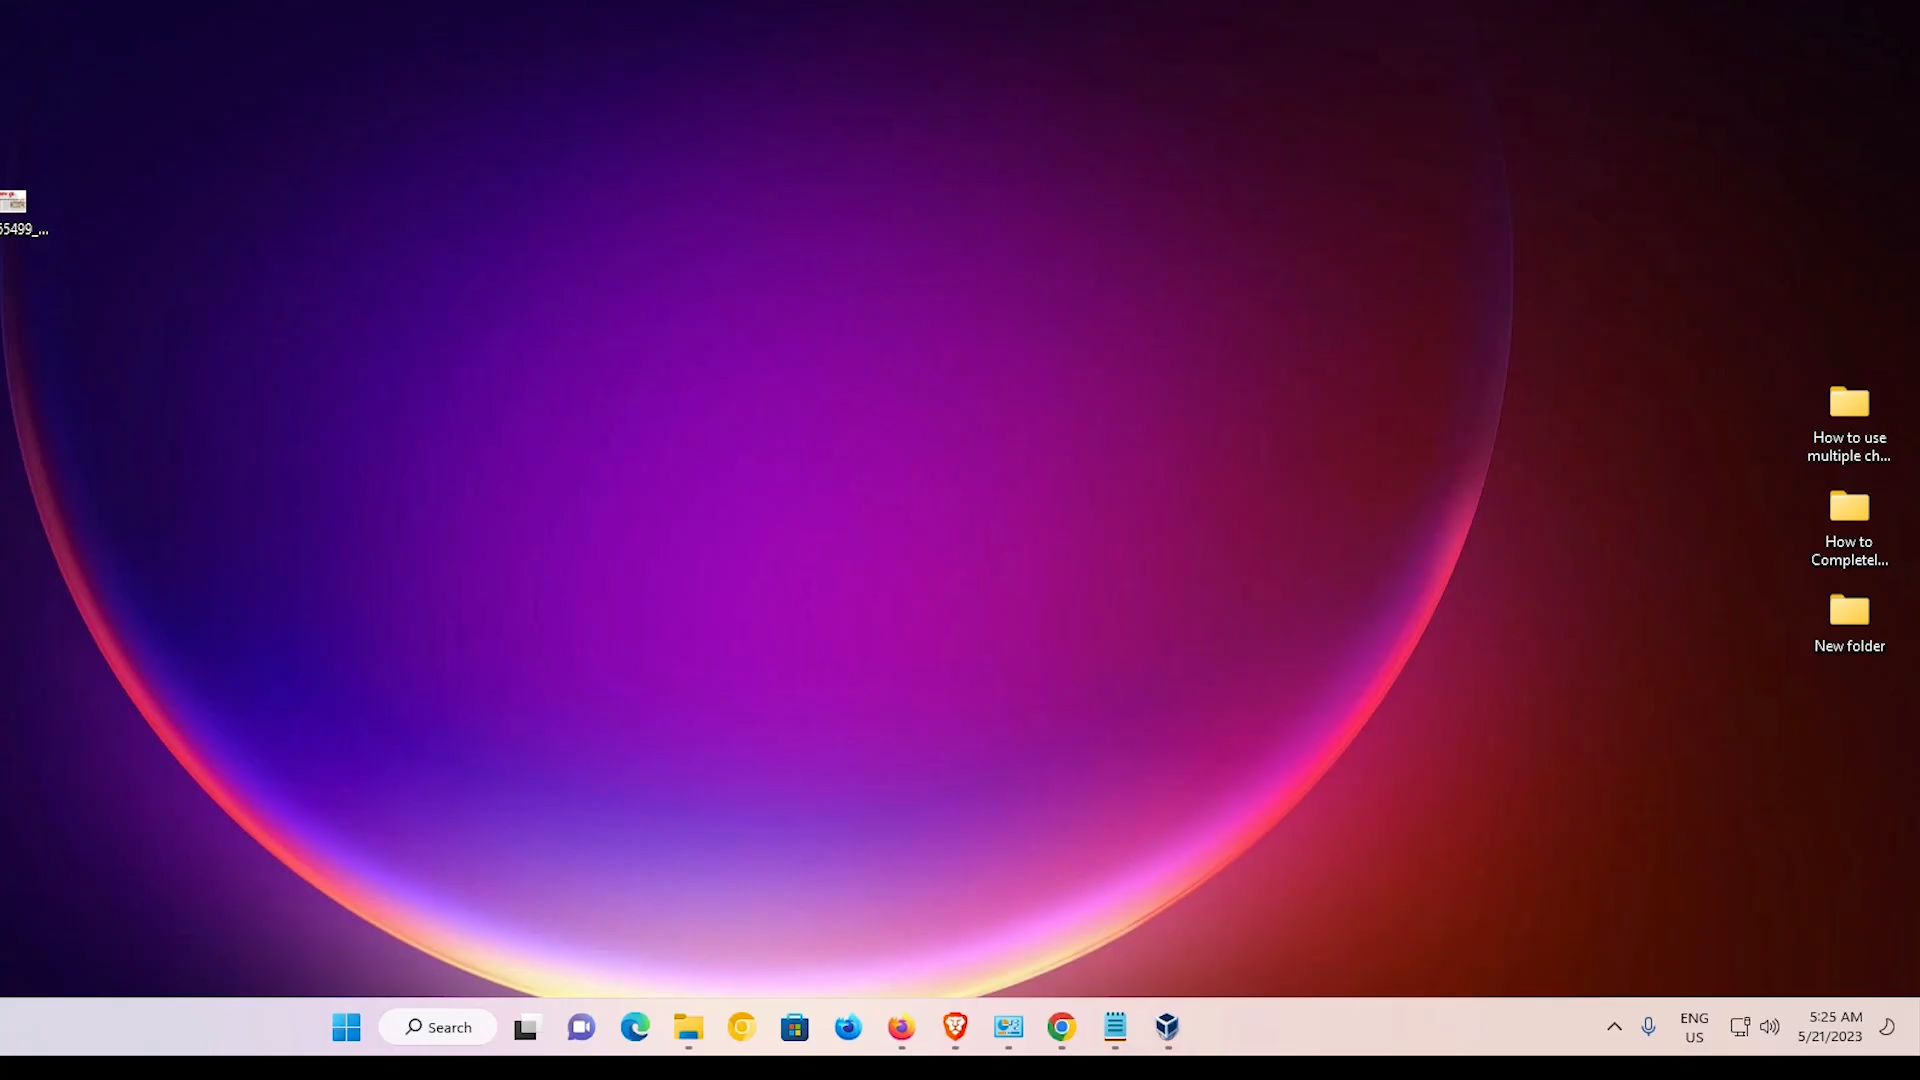 65499_...
How to use
multiple ch...
How to
Completel...
New folder
Search
ENG
US
5:25 AM
5/21/2023